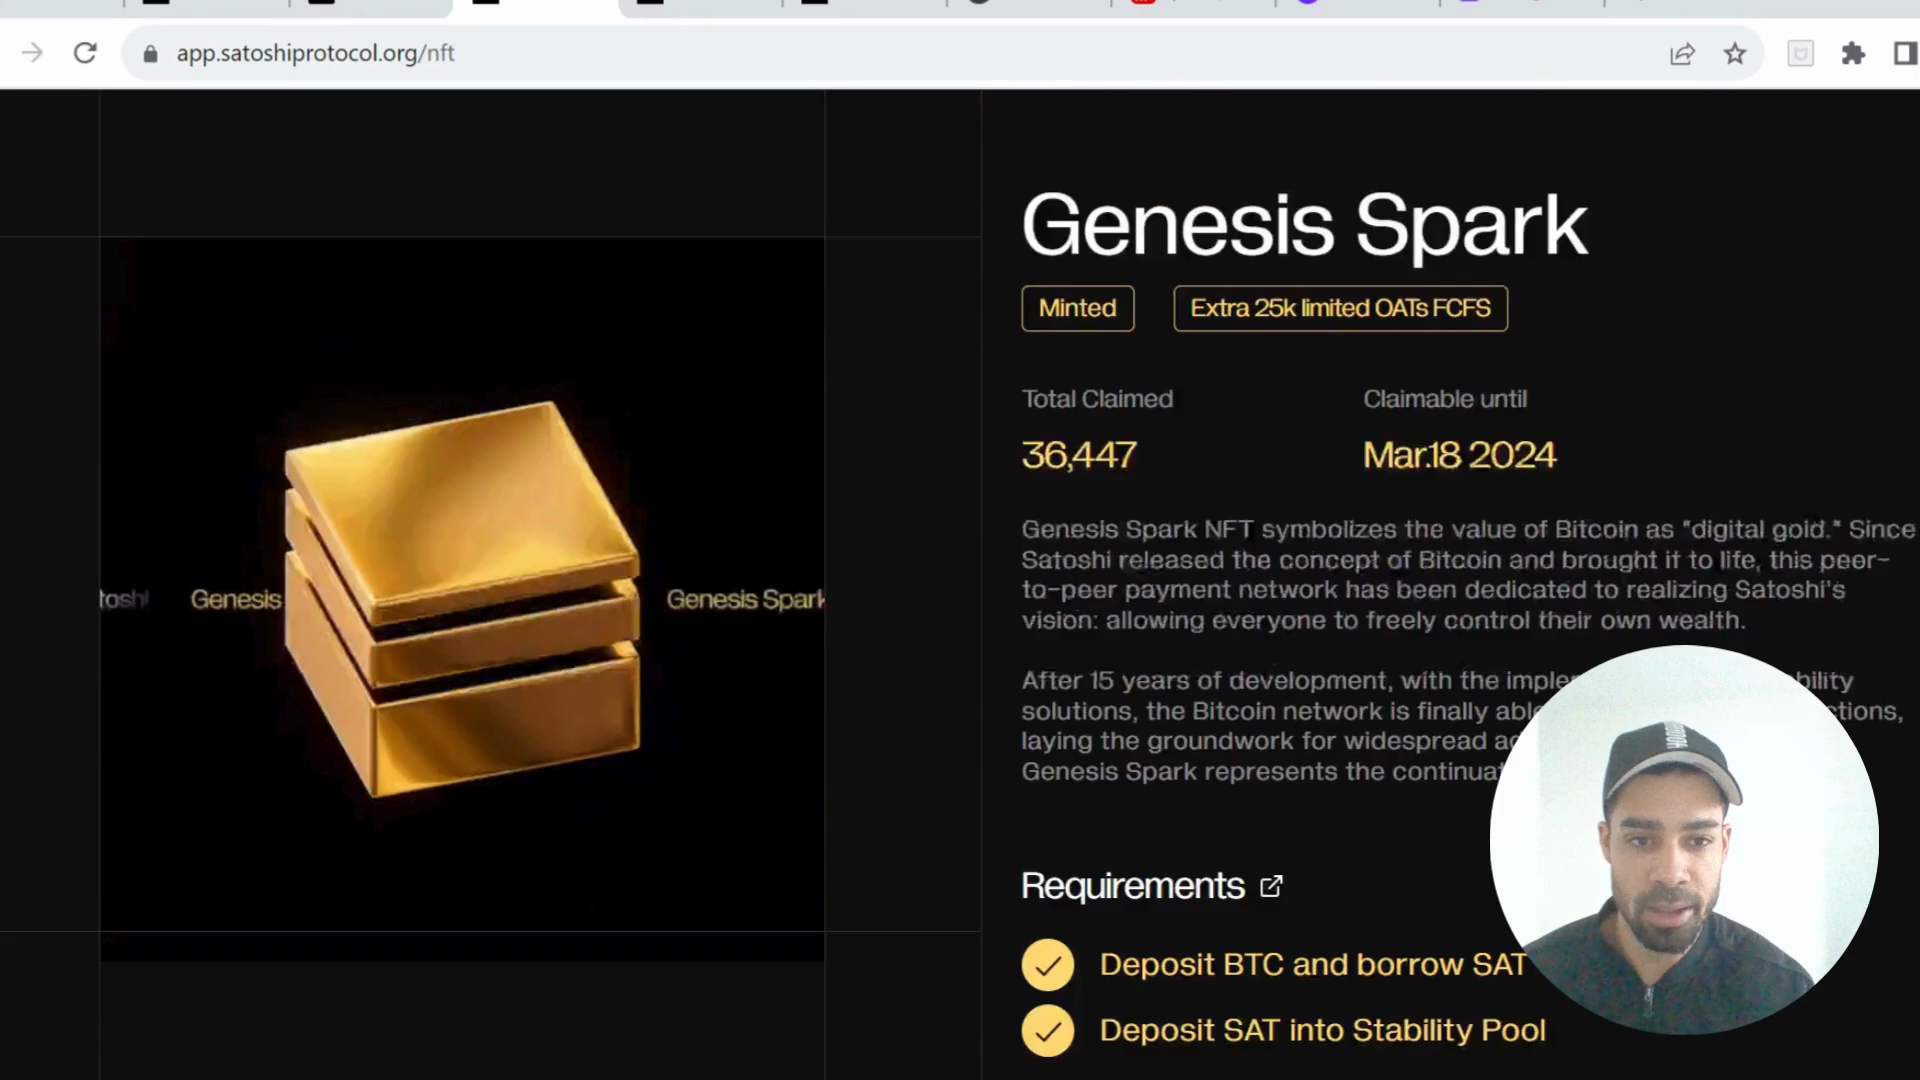 app.satoshiprotocol.org/nft
Genesis Spark
Minted
Extra 25k limited OATs FCFS
Total Claimed
Claimable until
36,447
Mar.18 2024
Genesis Spark NFT symbolizes the value of Bitcoin as "digital gold." Since
Satoshi released the concept of Bitcoin and brought it to life, this peer-
to-peer payment network has been dedicated to realizing Satoshi's
vision: allowing everyone to freely control their own wealth.
After 15 years of development, with the imple bility
solutions, the Bitcoin network is finally able ctions,
laying the groundwork for widespread ad
Genesis Spark represents the continuat
Genesis
Genesis Spark
Requirements
Deposit BTC and borrow SAT
Deposit SAT into Stability Pool